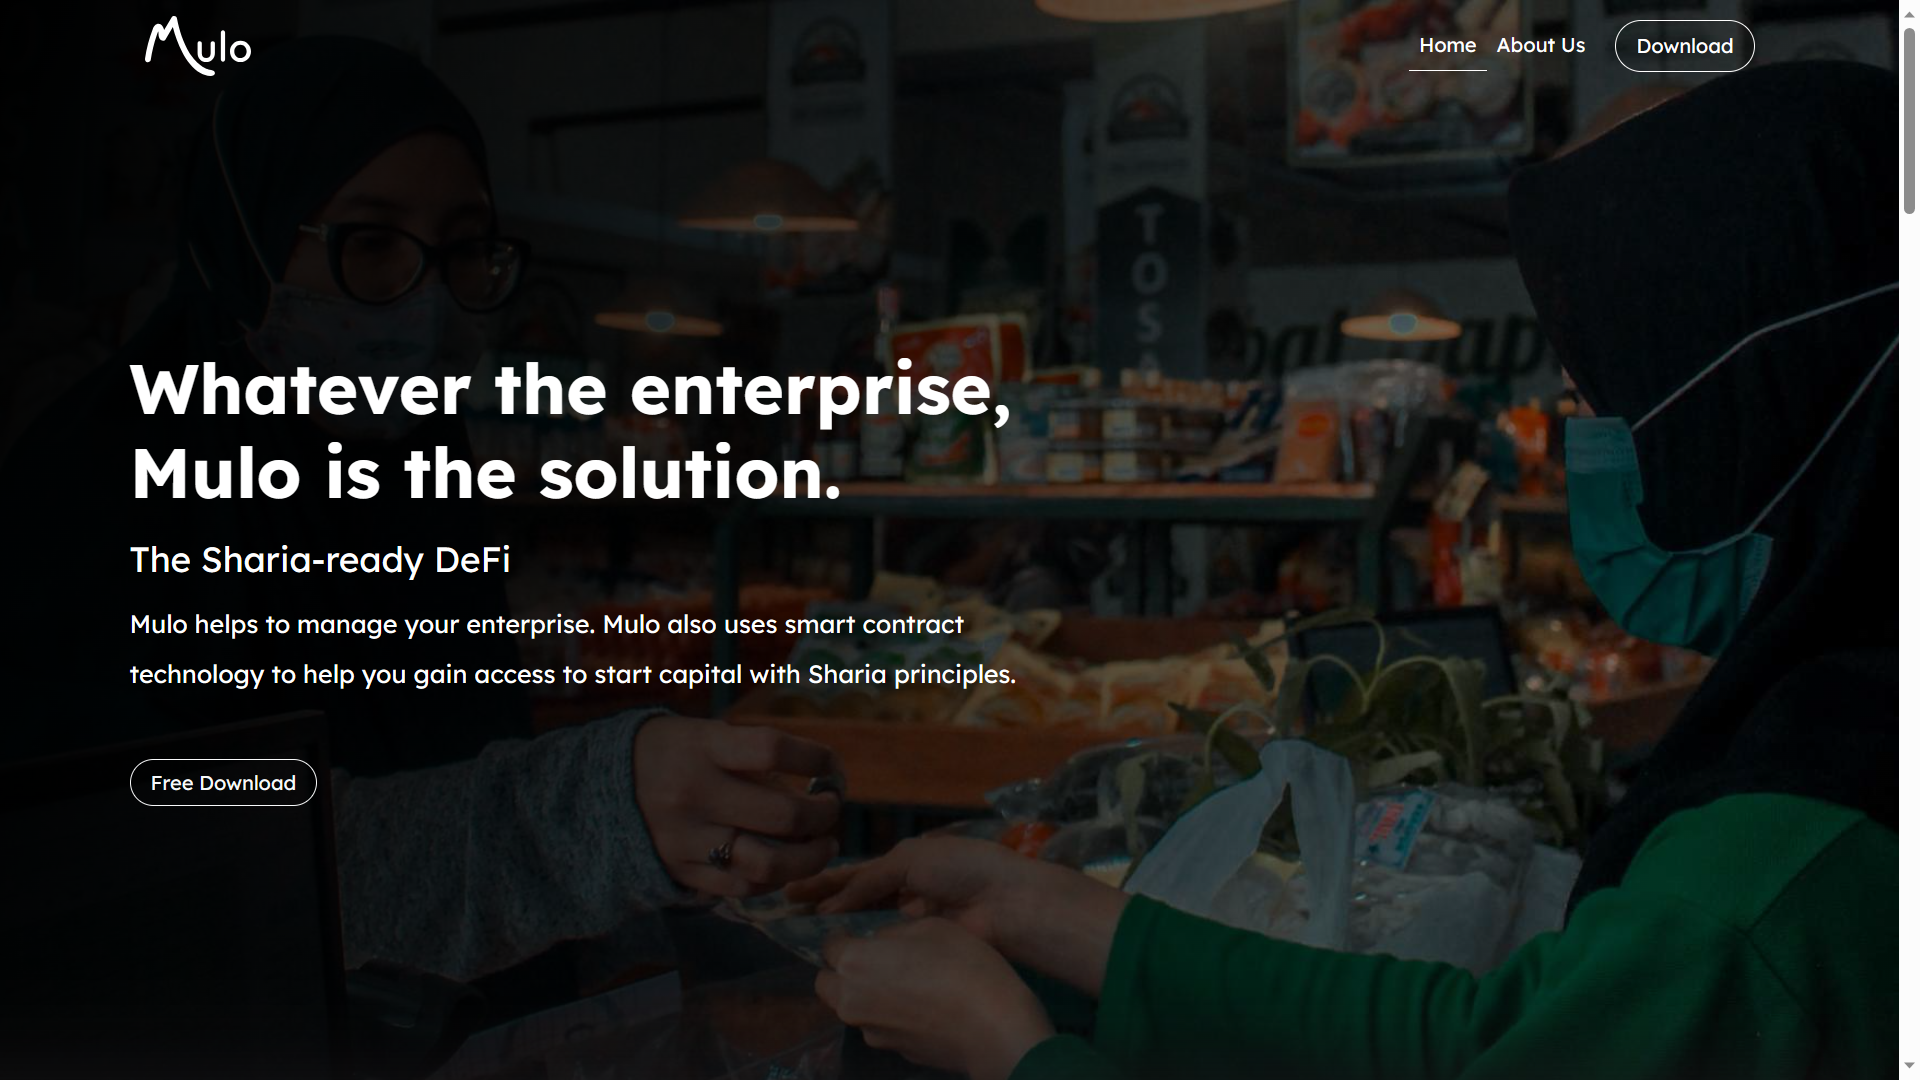 Mulo
Home
About Us
Download
TOS
Whatever the enterprise,
Mulo is the solution.
The Sharia-ready DeFi
Mulo helps to manage your enterprise. Mulo also uses smart contract
technology to help you gain access to start capital with Sharia principles.
Free Download